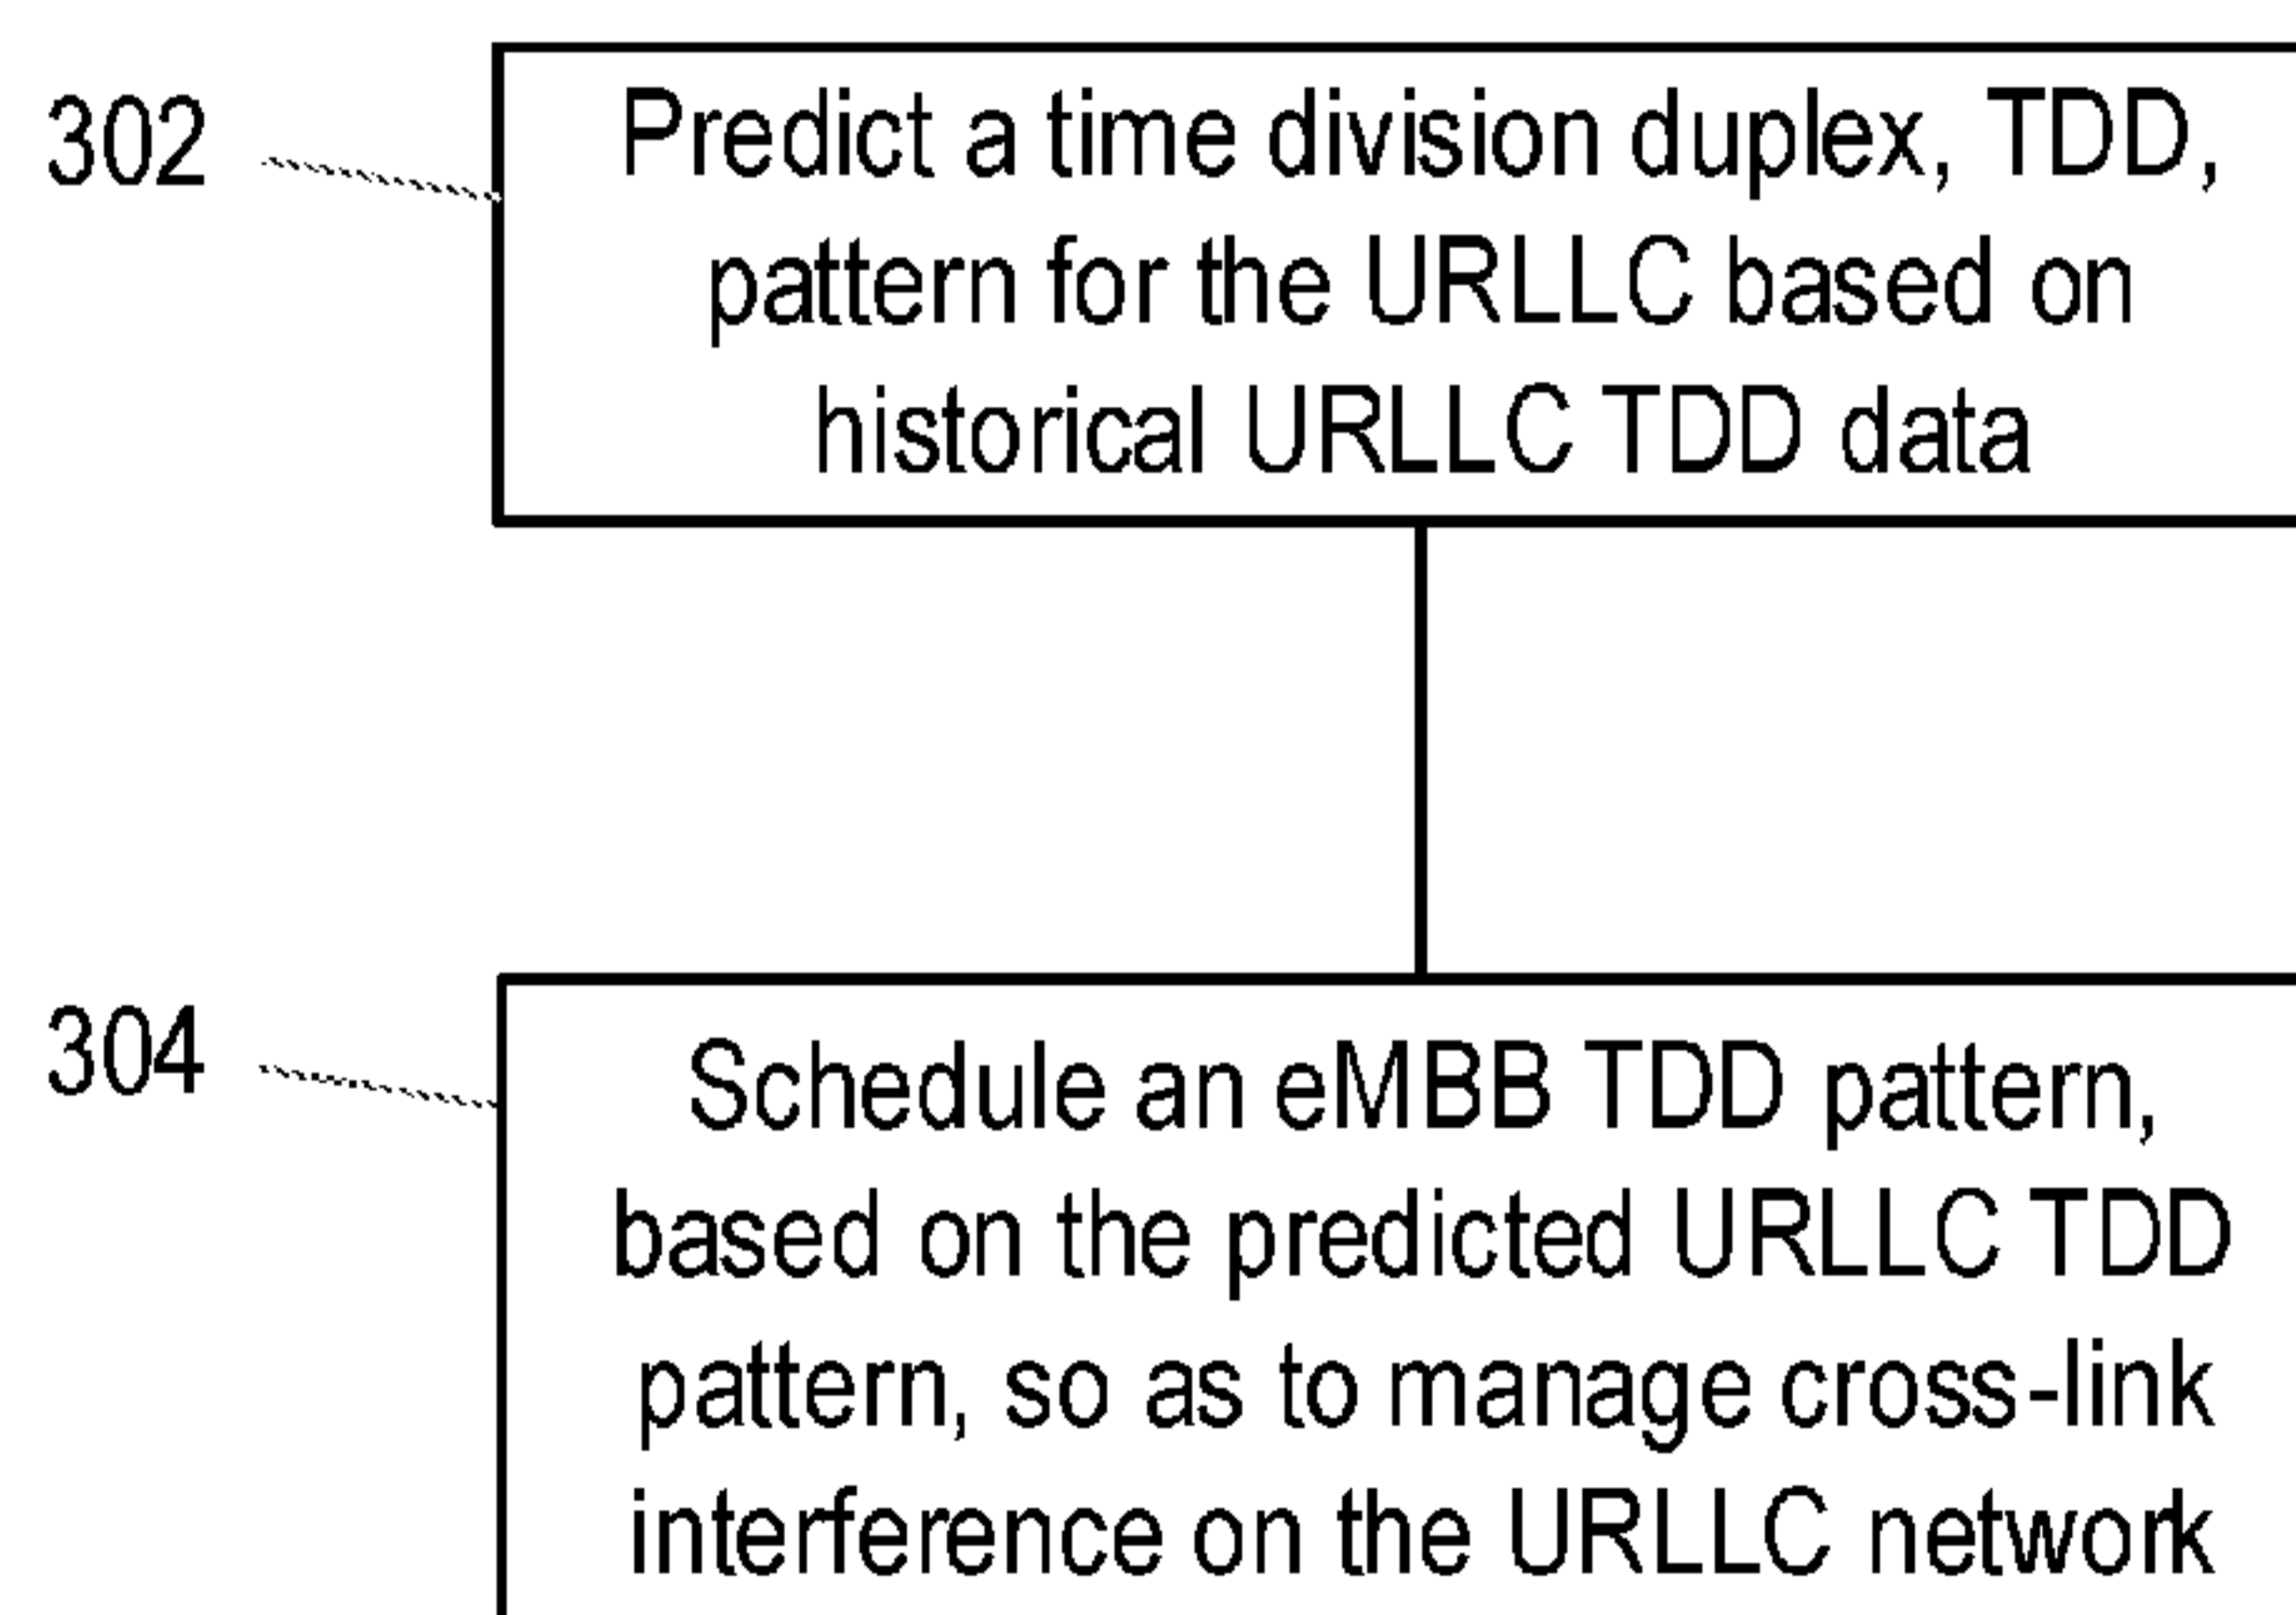 302
Predict a time division duplex, TDD,
pattern for the URLLC based on
historical URLLC TDD data
304
Schedule an eMBB TDD pattern,
based on the predicted URLLC TDD
pattern, so as to manage cross-link
interference on the URLLC network